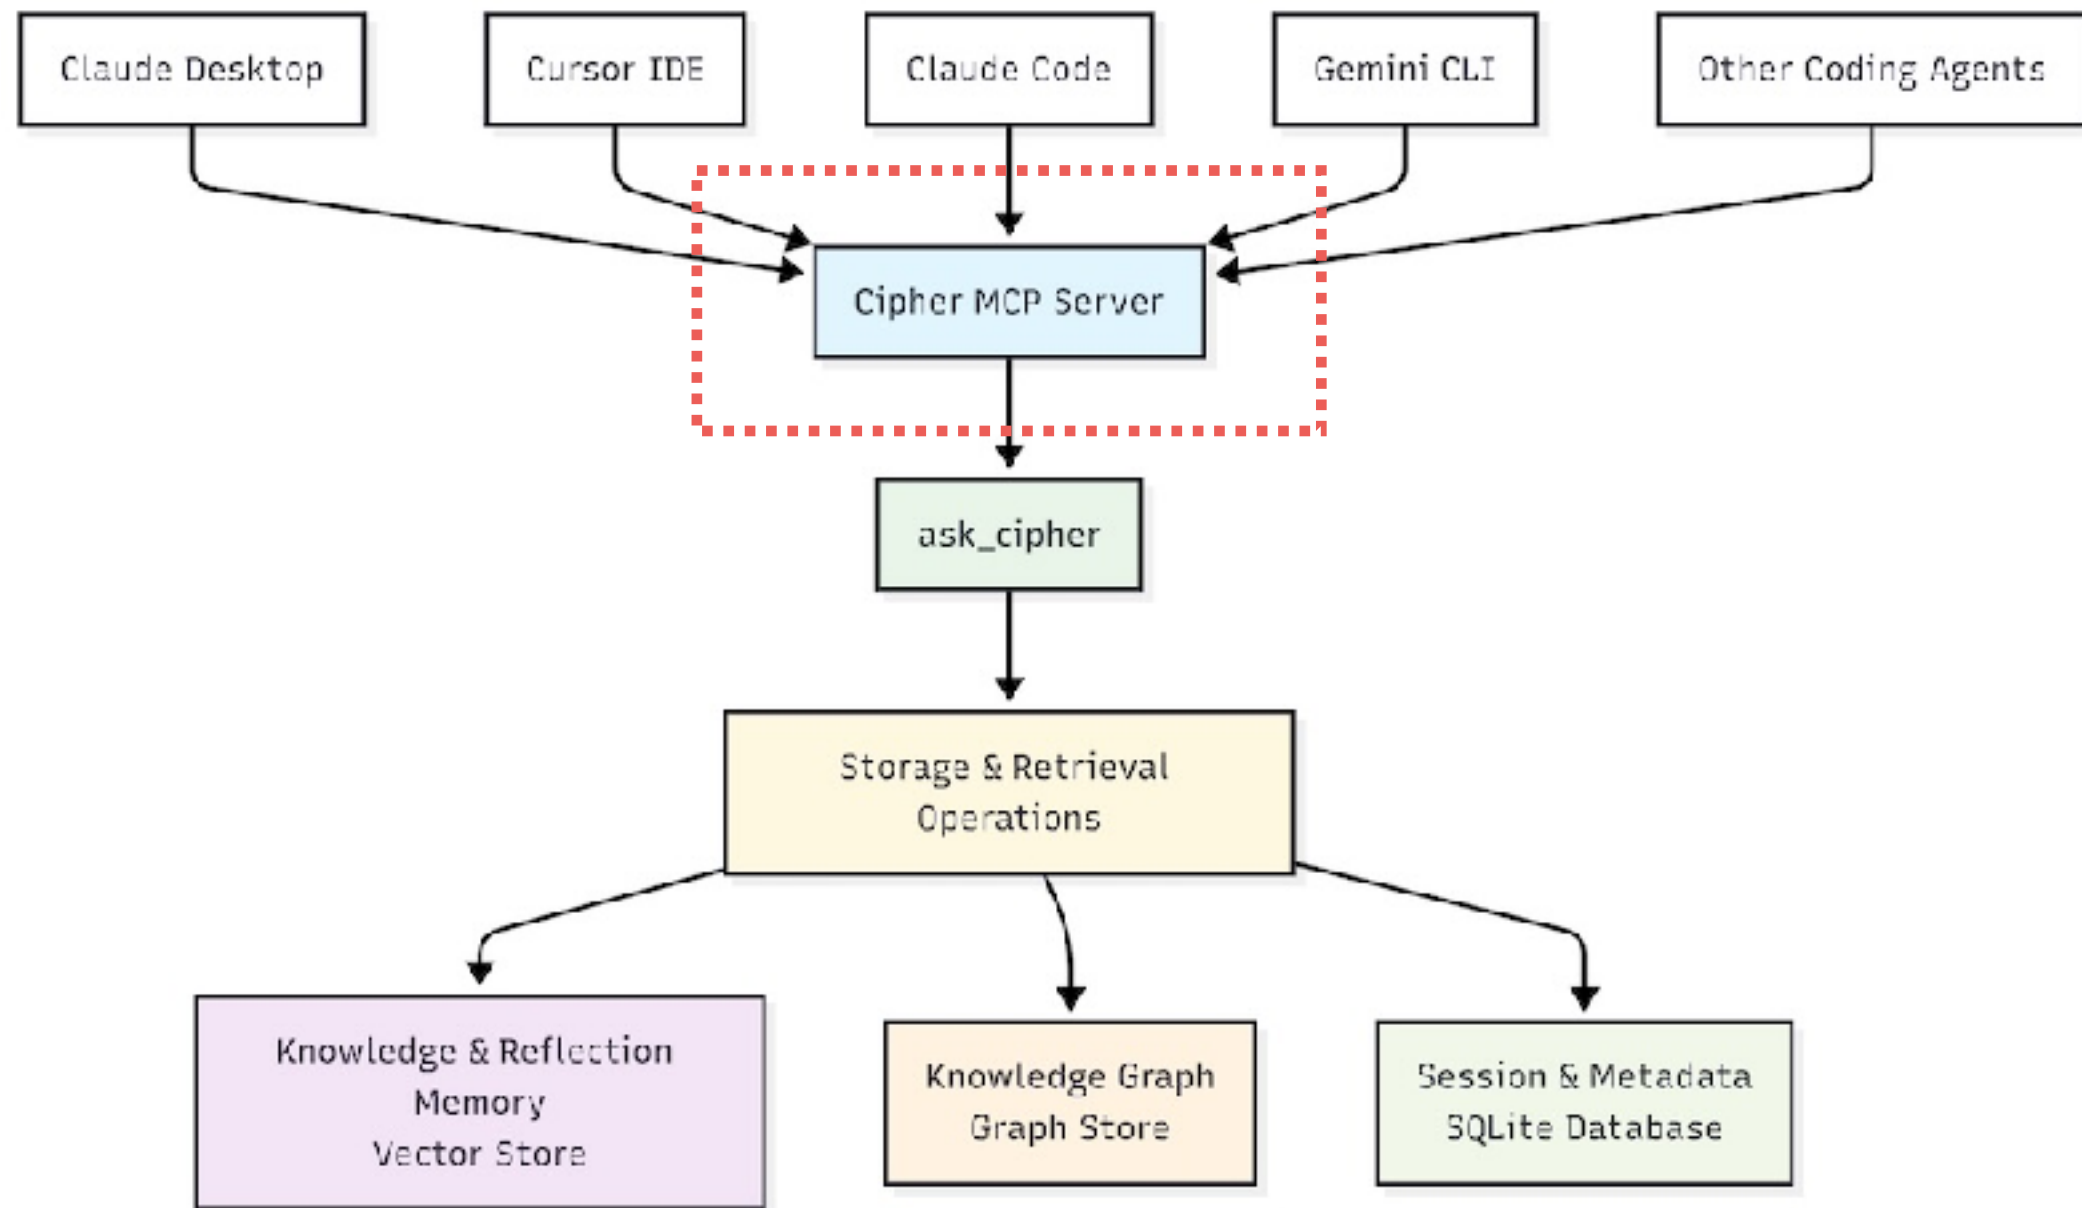 Claude Desktop
Cursor IDE
Claude Code
Gemini CLI
Other Coding Agents
Cipher MCP Server
ask_cipher
Storage & Retrieval
Operations
Knowledge & Reflection
Memory
Vector Store
Knowledge Graph
Graph Store
Session & Metadata
SQLite Database